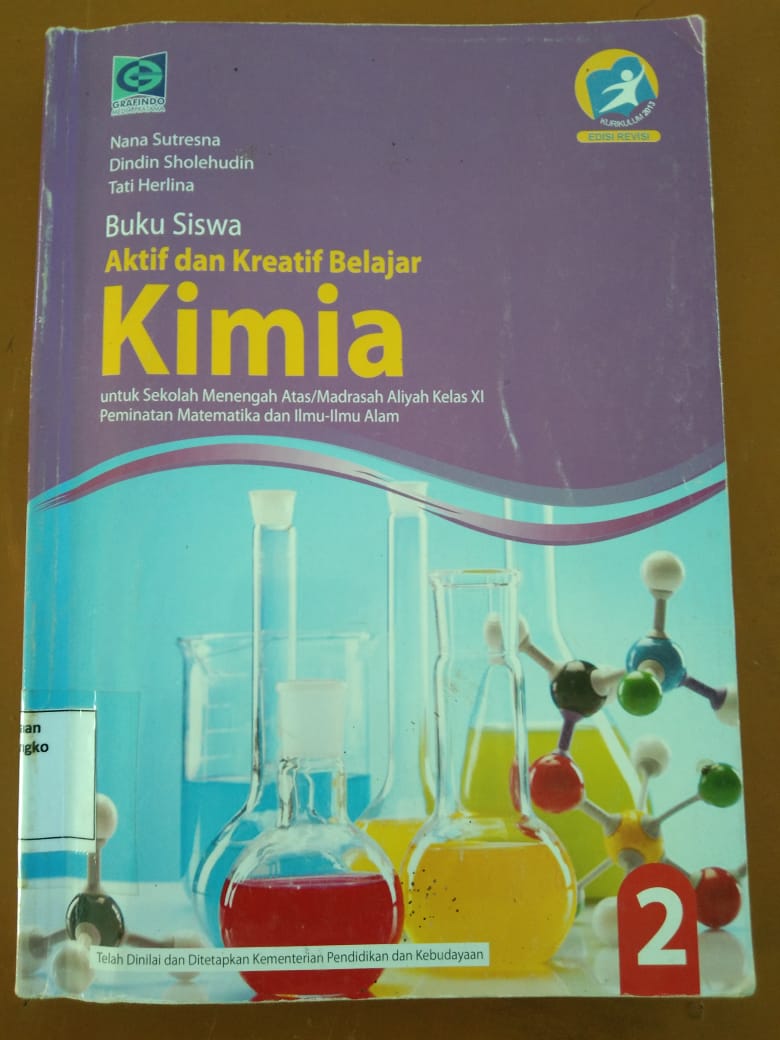 GRAFINDO
MEDIA PRATAMA
KURIKULUM 2013
EDISI REVISI
Nana Sutresna
Dindin Sholehudin
Tati Herlina
Buku Siswa
Aktif dan Kreatif Belajar
Kimia
untuk Sekolah Menengah Atas/Madrasah Aliyah Kelas XI
Peminatan Matematika dan Ilmu-Ilmu Alam
Telah Dinilai dan Ditetapkan Kementerian Pendidikan dan Kebudayaan
2